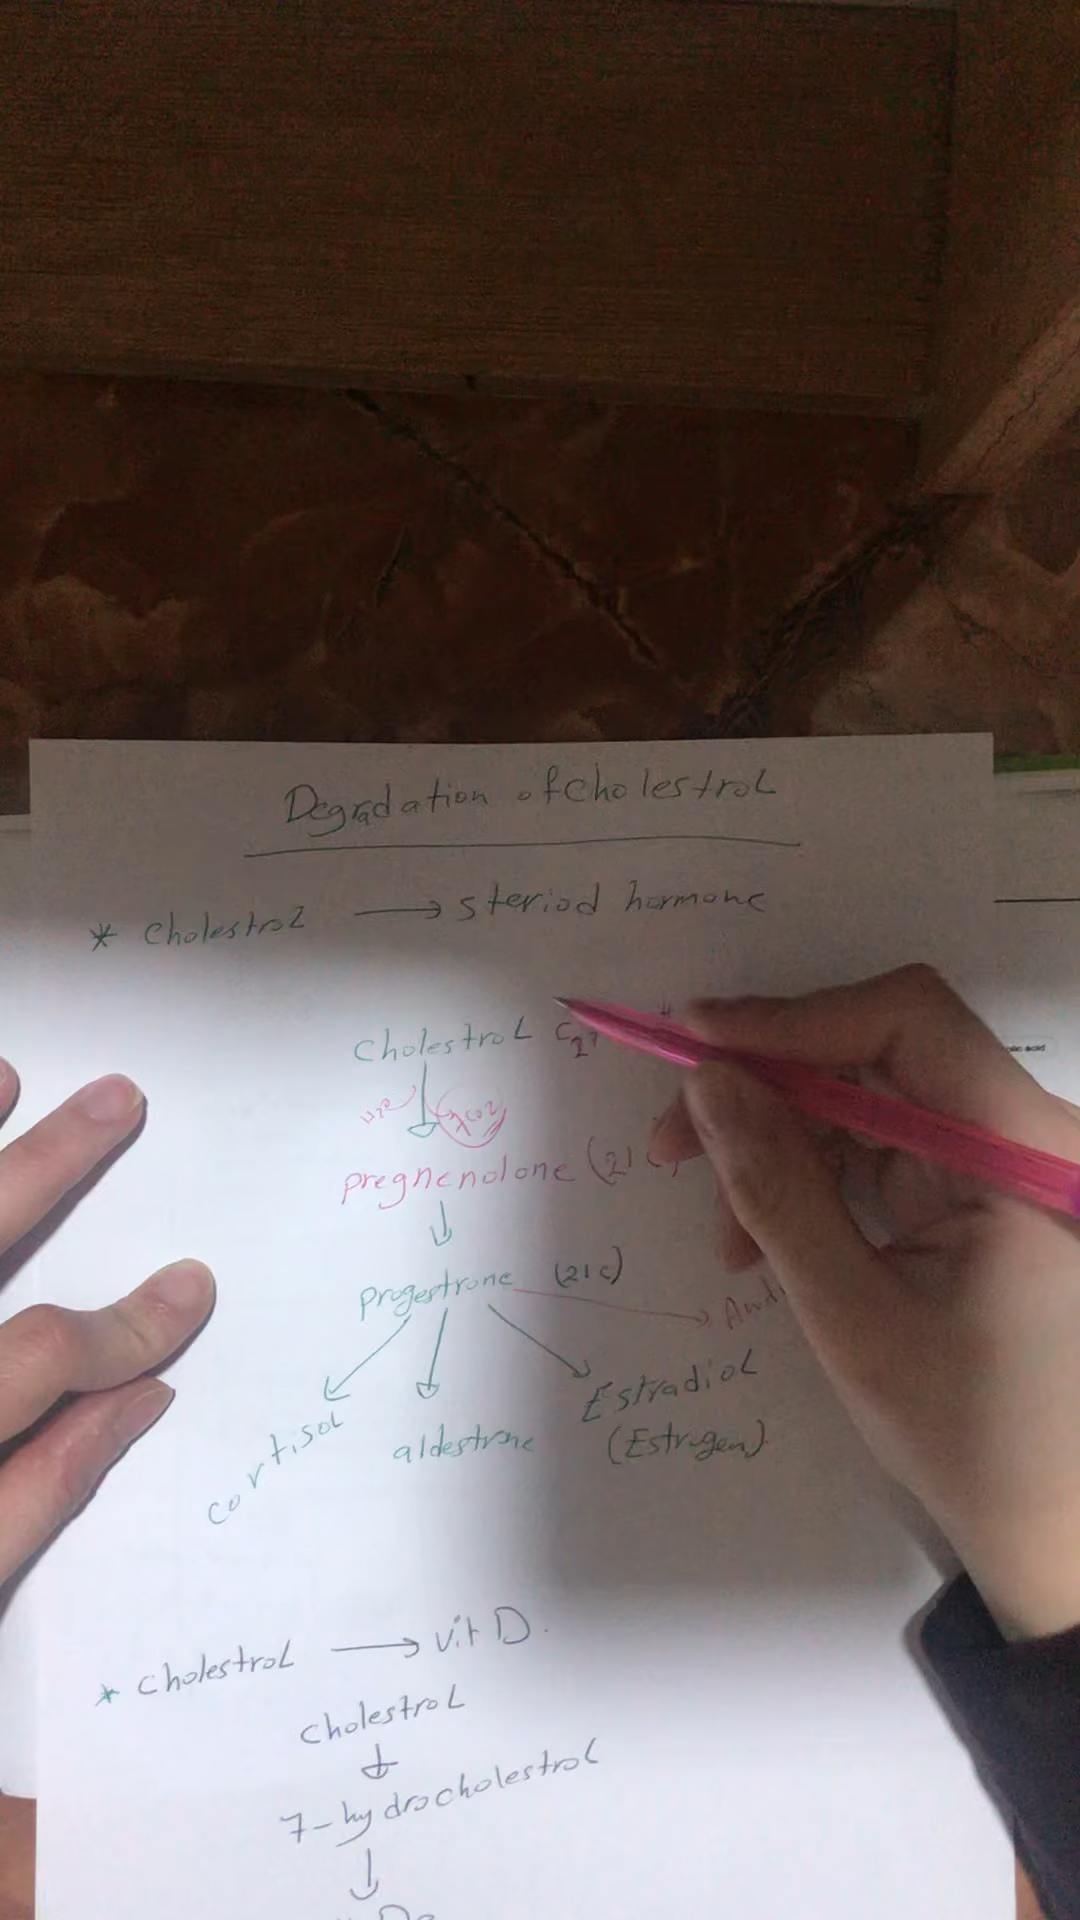 Degradation of cholestrol
* cholestrol → steriod hormone
cholestrol C27
pregnenolone (21 C)
progestrone (21 C)
cortisol
aldestrone
Estradiol
(Estrogen)
* cholestrol → vit D.
cholestrol
7-hydrocholestrol